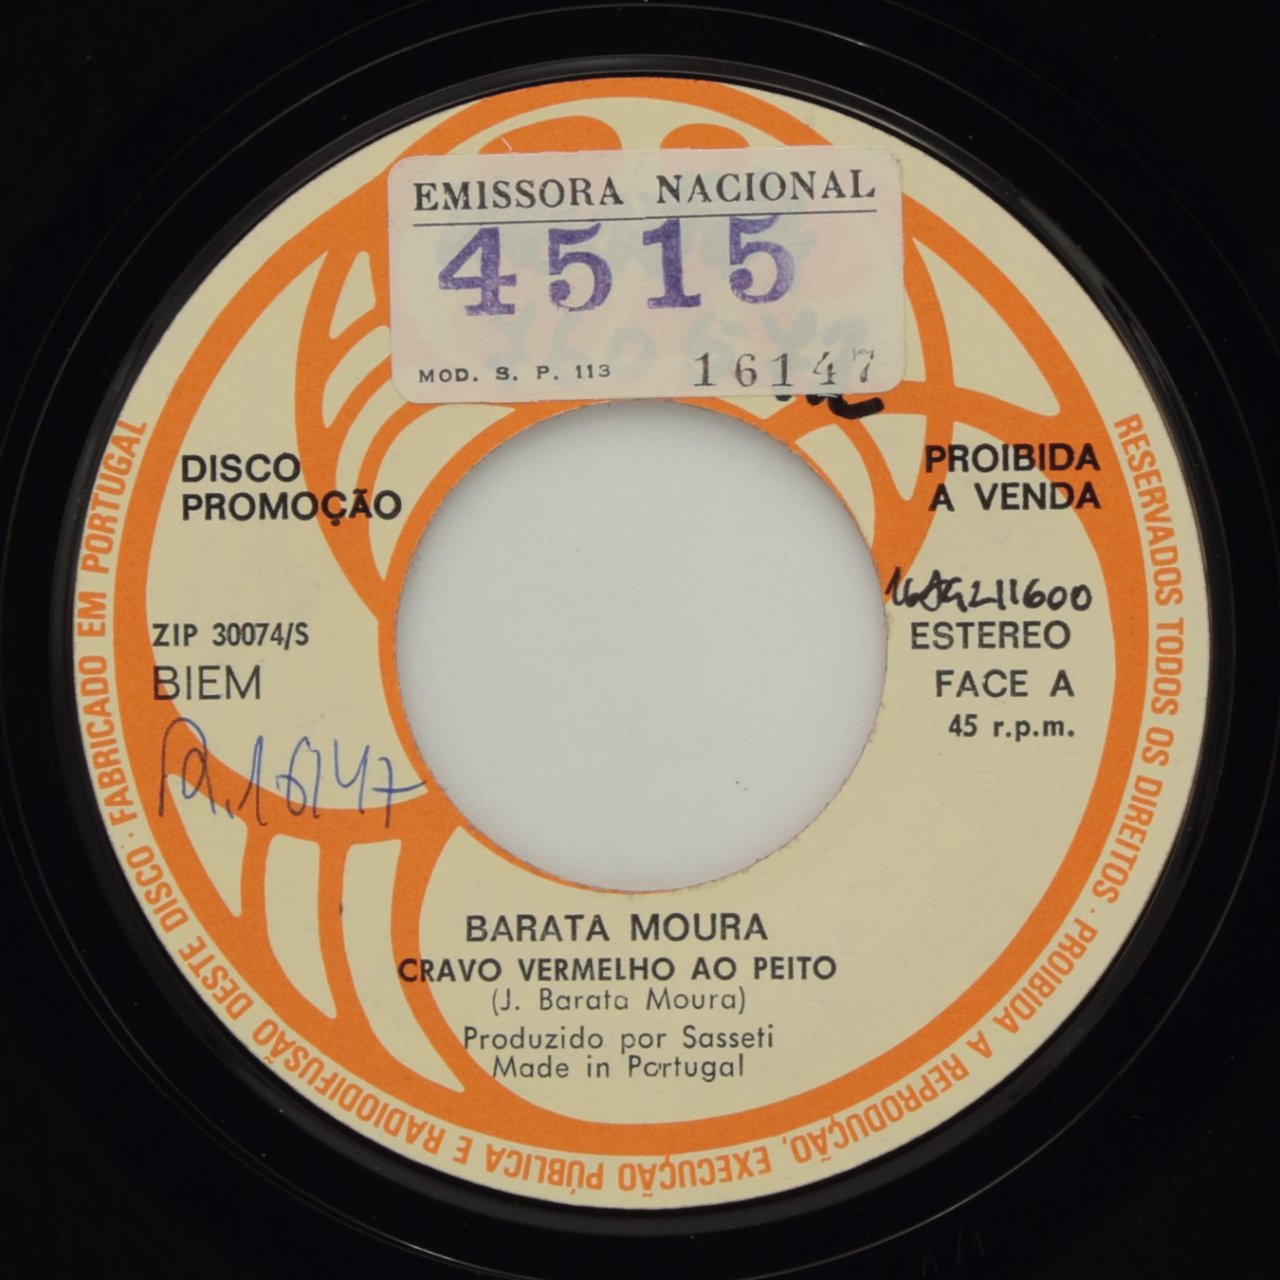 EMISSORA NACIONAL
4515
MOD. S. P. 113 16147
DISCO
PROMOÇÃO
PROIBIDA
A VENDA
ZIP 30074/S
BIEM
ESTEREO
FACE A
45 r.p.m.
BARATA MOURA
CRAVO VERMELHO AO PEITO
(J. Barata Moura)
Produzido por Sasseti
Made in Portugal
RESERVADOS TODOS OS DIREITOS · PROIBIDA A REPRODUÇÃO, EXECUÇÃO PÚBLICA E RADIODIFUSÃO DESTE DISCO · FABRICADO EM PORTUGAL